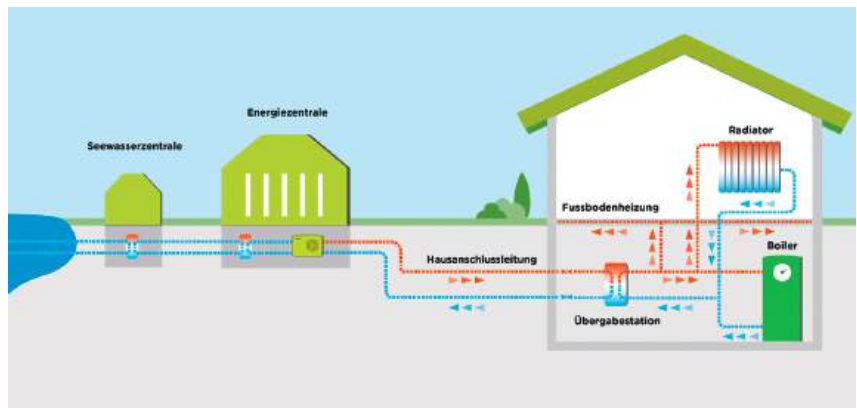 Energiezentrale
Seewasserzentrale
Radiator
Fussbodenheizung
Boiler
Hausanschlussleitung
Übergabestation